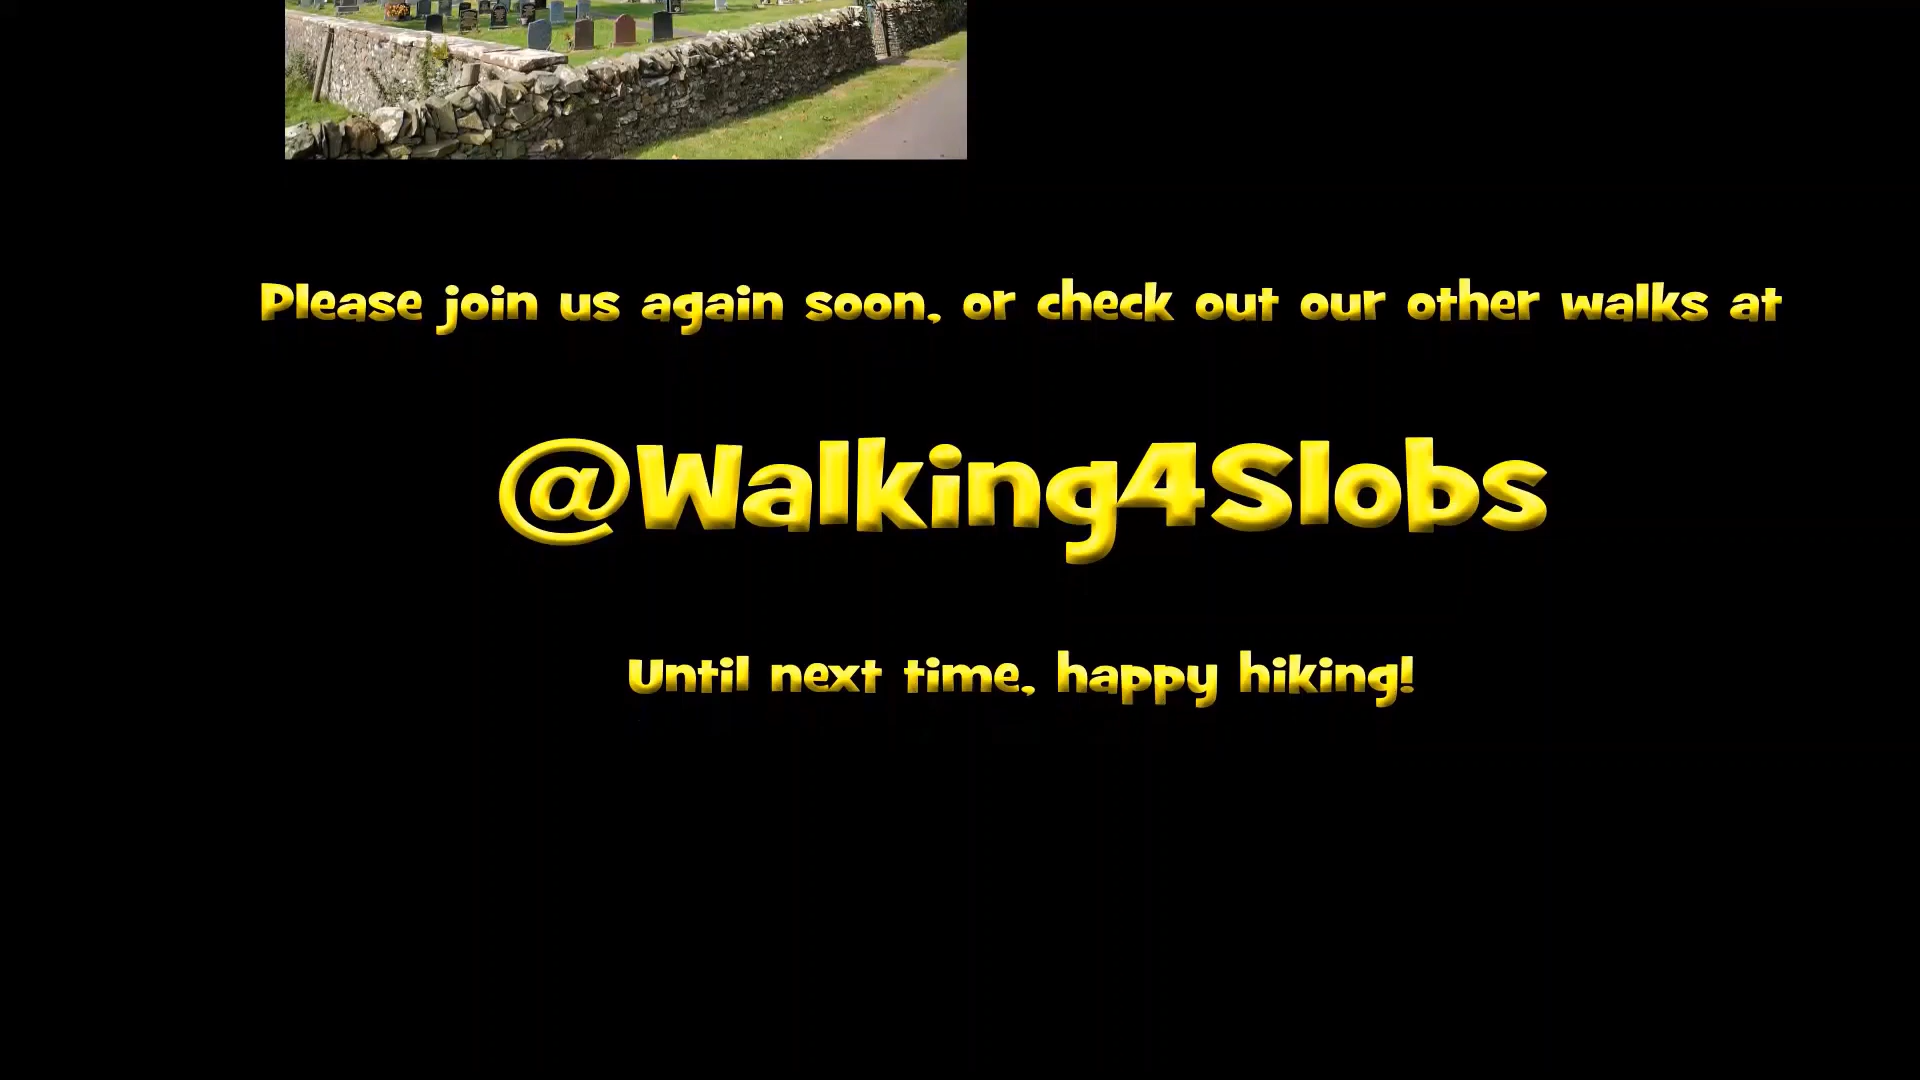 Please join us again soon, or check out our other walks at
@Walking4Slobs
Until next time, happy hiking!